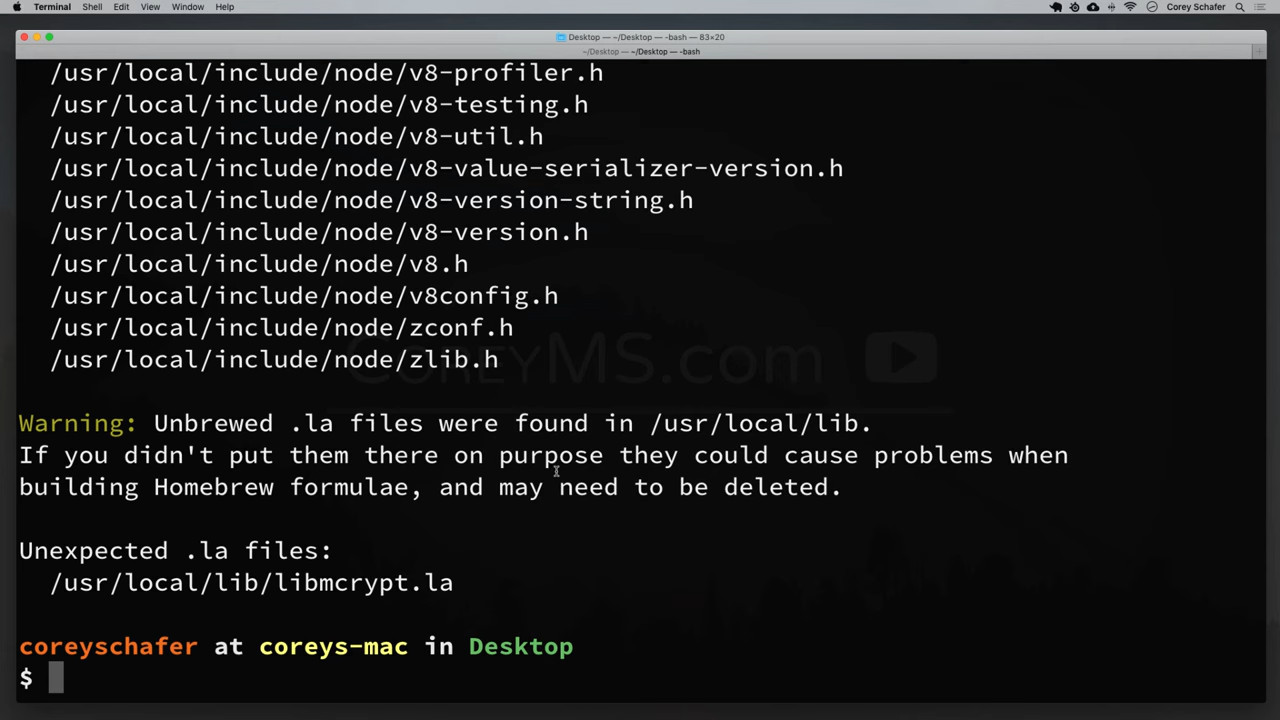 Terminal Shell Edit View Window Help Corey Schafer
Desktop — ~/Desktop — -bash — 83×20
~/Desktop — ~/Desktop — -bash
/usr/local/include/node/v8-profiler.h
/usr/local/include/node/v8-testing.h
/usr/local/include/node/v8-util.h
/usr/local/include/node/v8-value-serializer-version.h
/usr/local/include/node/v8-version-string.h
/usr/local/include/node/v8-version.h
/usr/local/include/node/v8.h
/usr/local/include/node/v8config.h
/usr/local/include/node/zconf.h
/usr/local/include/node/zlib.h
CoreyMS.com
Warning: Unbrewed .la files were found in /usr/local/lib.
If you didn't put them there on purpose they could cause problems when
building Homebrew formulae, and may need to be deleted.
Unexpected .la files:
/usr/local/lib/libmcrypt.la
coreyschafer at coreys-mac in Desktop
$